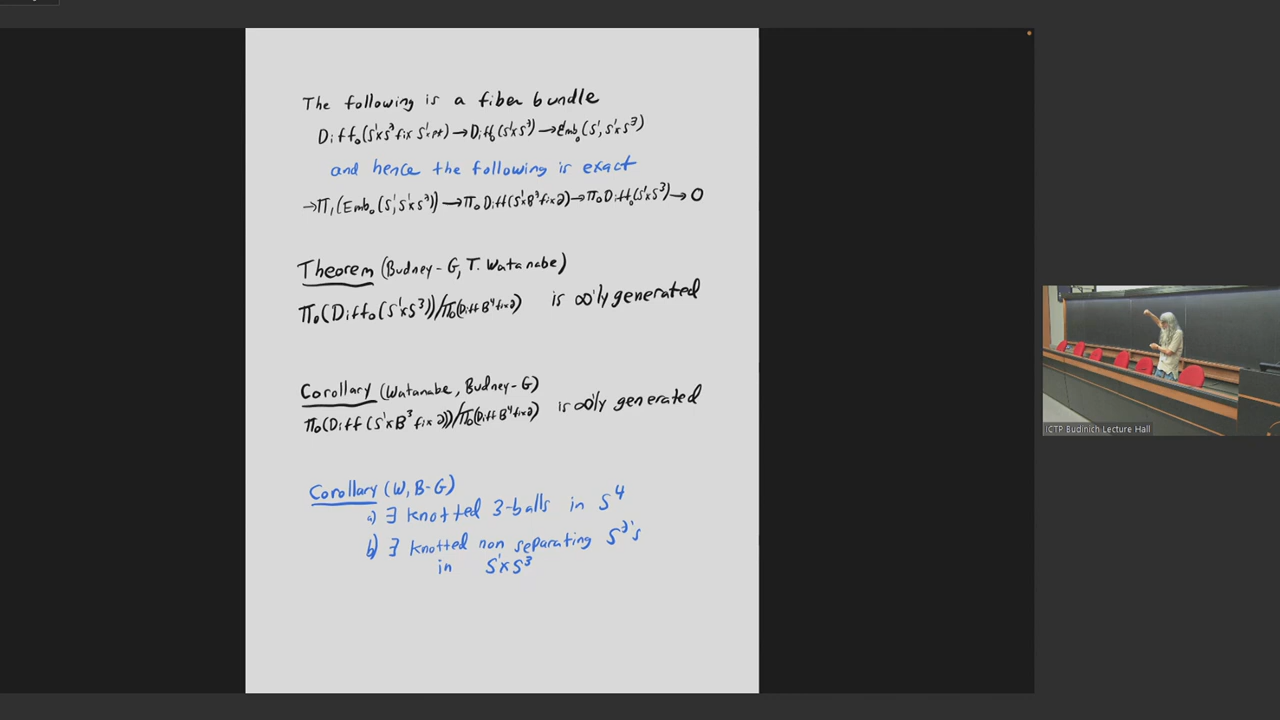 The following is a fiber bundle
Diff₀(S¹×S³ fix S¹×pt) → Diff₀(S¹×S³) → Emb₀(S¹, S¹×S³)
and hence the following is exact
→ π₁(Emb₀(S¹, S¹×S³)) → π₀ Diff(S¹×B³ fix ∂) → π₀ Diff₀(S¹×S³) → 0
Theorem (Budney-G, T. Watanabe)
π₀(Diff₀(S¹×S³))/π₀(Diff B⁴ fix ∂) is ∞'ly generated
Corollary (Watanabe, Budney-G)
π₀(Diff(S¹×B³ fix ∂))/π₀(Diff B⁴ fix ∂) is ∞'ly generated
Corollary (W, B-G)
a) ∃ knotted 3-balls in S⁴
b) ∃ knotted non separating S³'s
in S¹×S³
ICTP Budinich Lecture Hall